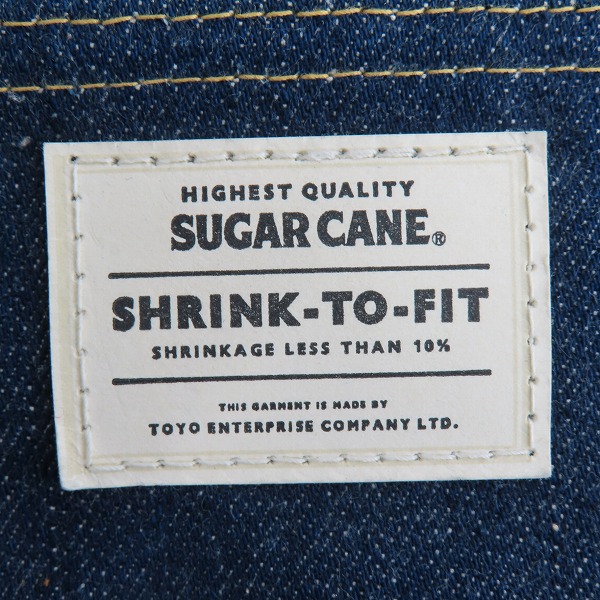 HIGHEST QUALITY
SUGAR CANE®
SHRINK-TO-FIT
SHRINKAGE LESS THAN 10%
THIS GARMENT IS MADE BY
TOYO ENTERPRISE COMPANY LTD.